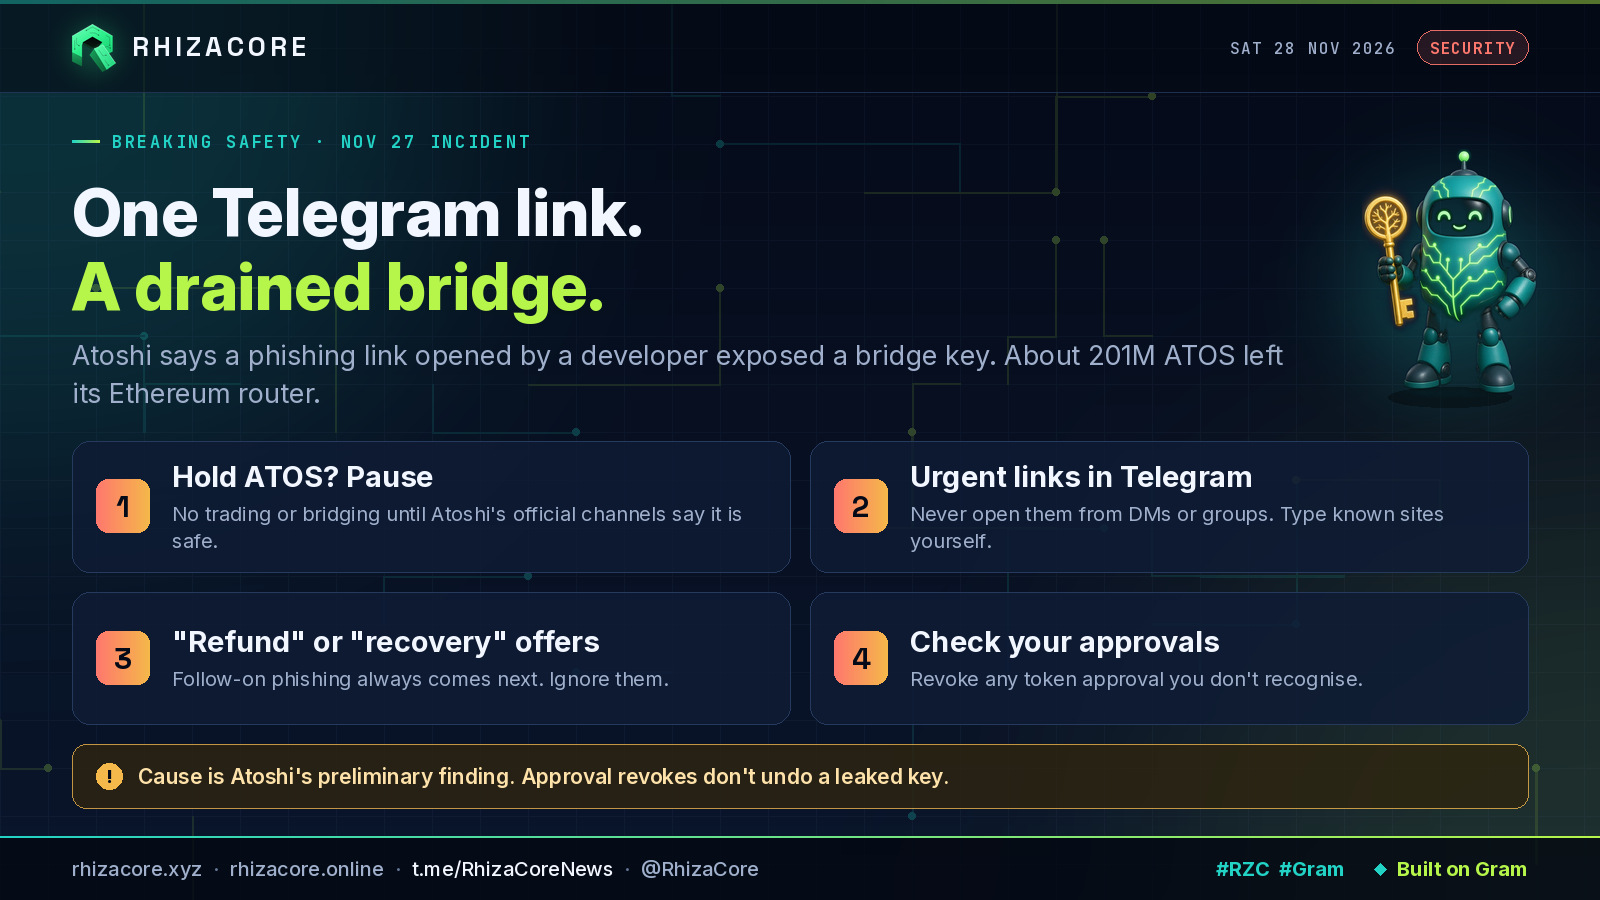 RHIZACORE
SAT 28 NOV 2026
SECURITY
BREAKING SAFETY · NOV 27 INCIDENT
One Telegram link.
A drained bridge.
Atoshi says a phishing link opened by a developer exposed a bridge key. About 201M ATOS left
its Ethereum router.
1
Hold ATOS? Pause
No trading or bridging until Atoshi's official channels say it is
safe.
2
Urgent links in Telegram
Never open them from DMs or groups. Type known sites
yourself.
3
"Refund" or "recovery" offers
Follow-on phishing always comes next. Ignore them.
4
Check your approvals
Revoke any token approval you don't recognise.
! Cause is Atoshi's preliminary finding. Approval revokes don't undo a leaked key.
rhizacore.xyz · rhizacore.online · t.me/RhizaCoreNews · @RhizaCore
#RZC #Gram ◆ Built on Gram